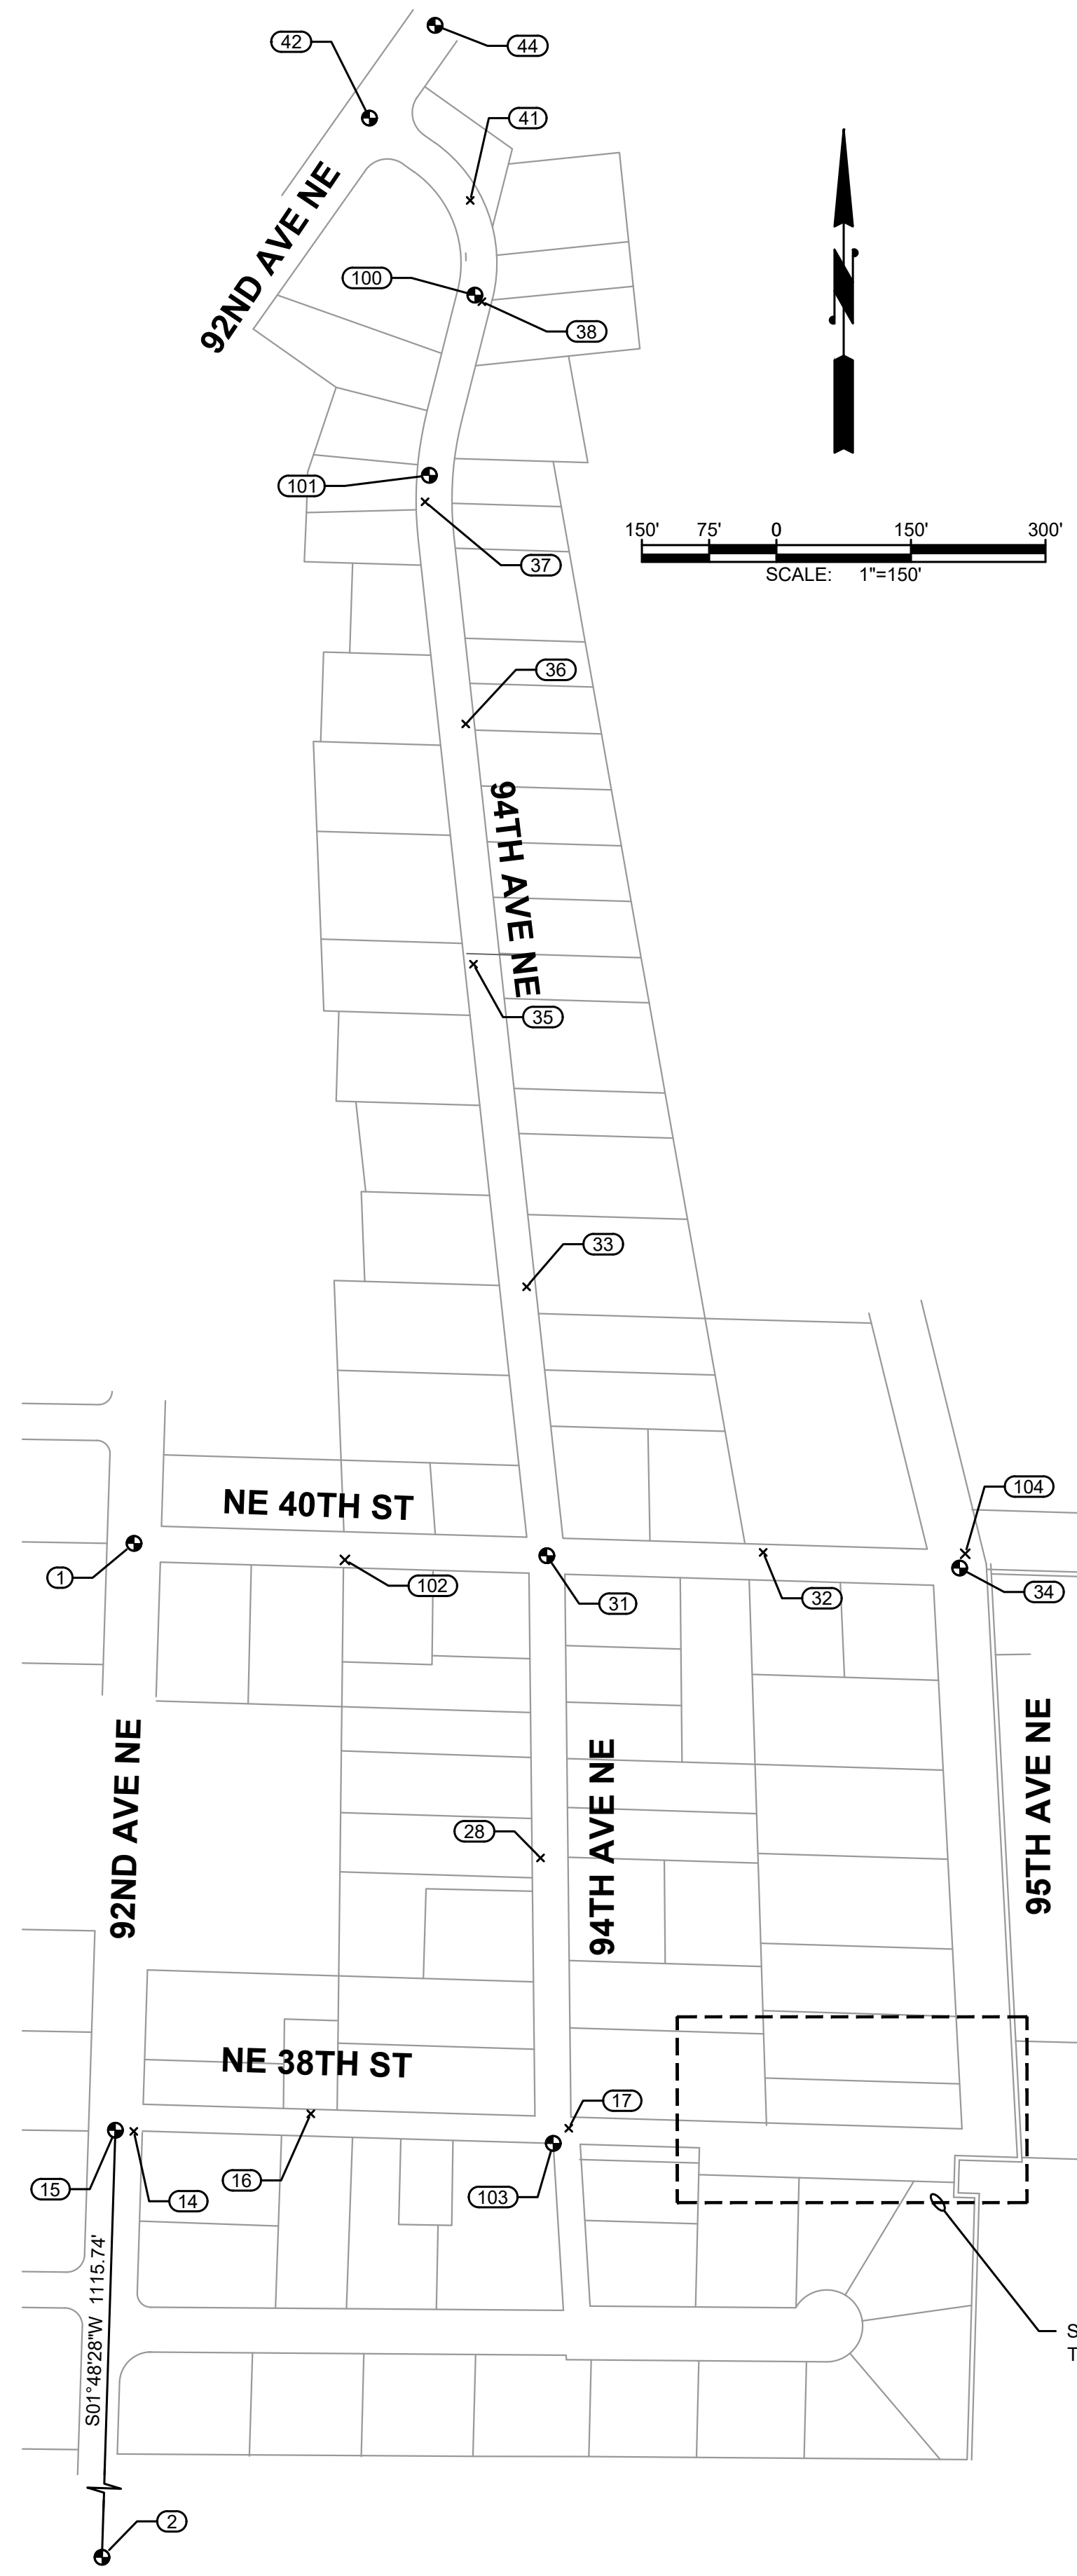 42
44
41
92ND AVE NE
100
38
101
150' 75' 0 150' 300'
SCALE: 1"=150'
37
36
94TH AVE NE
35
33
NE 40TH ST
104
1
102
31
32
34
92ND AVE NE
94TH AVE NE
95TH AVE NE
28
NE 38TH ST
17
15
14
16
103
S01°48'28"W 1115.74'
S
T
2